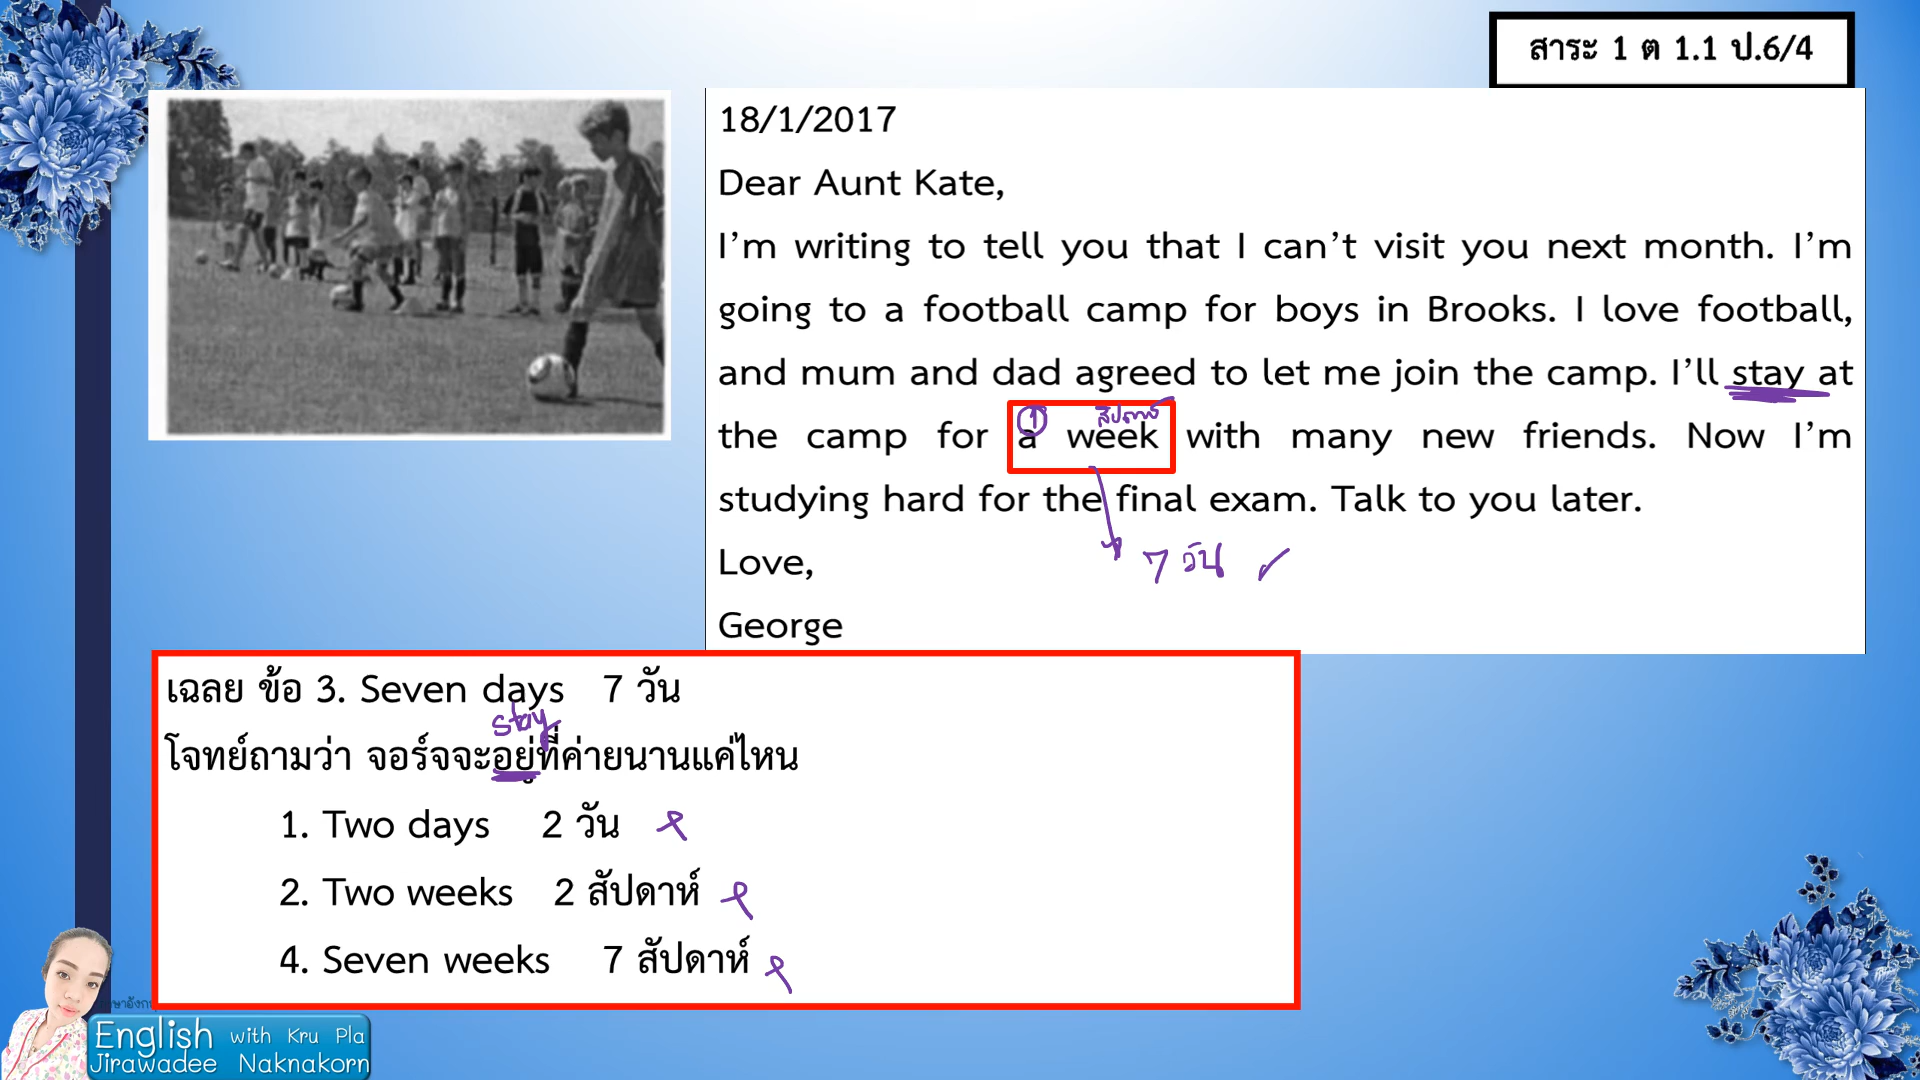 สาระ 1 ต 1.1 ป.6/4
18/1/2017
Dear Aunt Kate,
I'm writing to tell you that I can't visit you next month. I'm
going to a football camp for boys in Brooks. I love football,
and mum and dad agreed to let me join the camp. I'll stay at
1 สัปดาห์
the camp for a week with many new friends. Now I'm
studying hard for the final exam. Talk to you later.
7 วัน
Love,
George
เฉลย ข้อ 3. Seven days 7 วัน
stay
โจทย์ถามว่า จอร์จจะอยู่ที่ค่ายนานแค่ไหน
1. Two days 2 วัน
2. Two weeks 2 สัปดาห์
4. Seven weeks 7 สัปดาห์
English with Kru Pla
Jirawadee Naknakorn